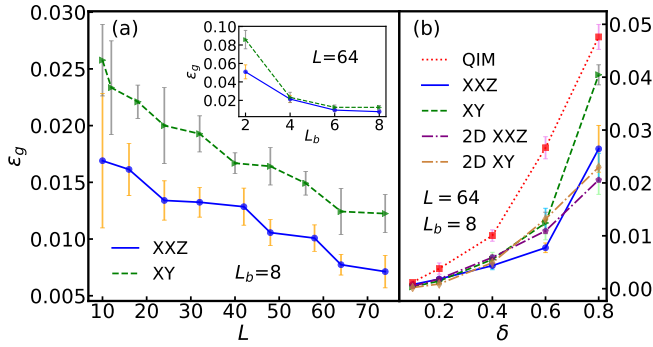 (a)
0.030
0.025
0.020
0.015
0.010
0.005
ε_g
10 20 30 40 50 60 70
L
XXZ
XY
L_b=8
0.10
0.08
0.06
0.04
0.02
ε_g
L=64
2 4 6 8
L_b
(b)
QIM
XXZ
XY
2D XXZ
2D XY
L = 64
L_b = 8
0.05
0.04
0.03
0.02
0.01
0.00
0.2 0.4 0.6 0.8
δ